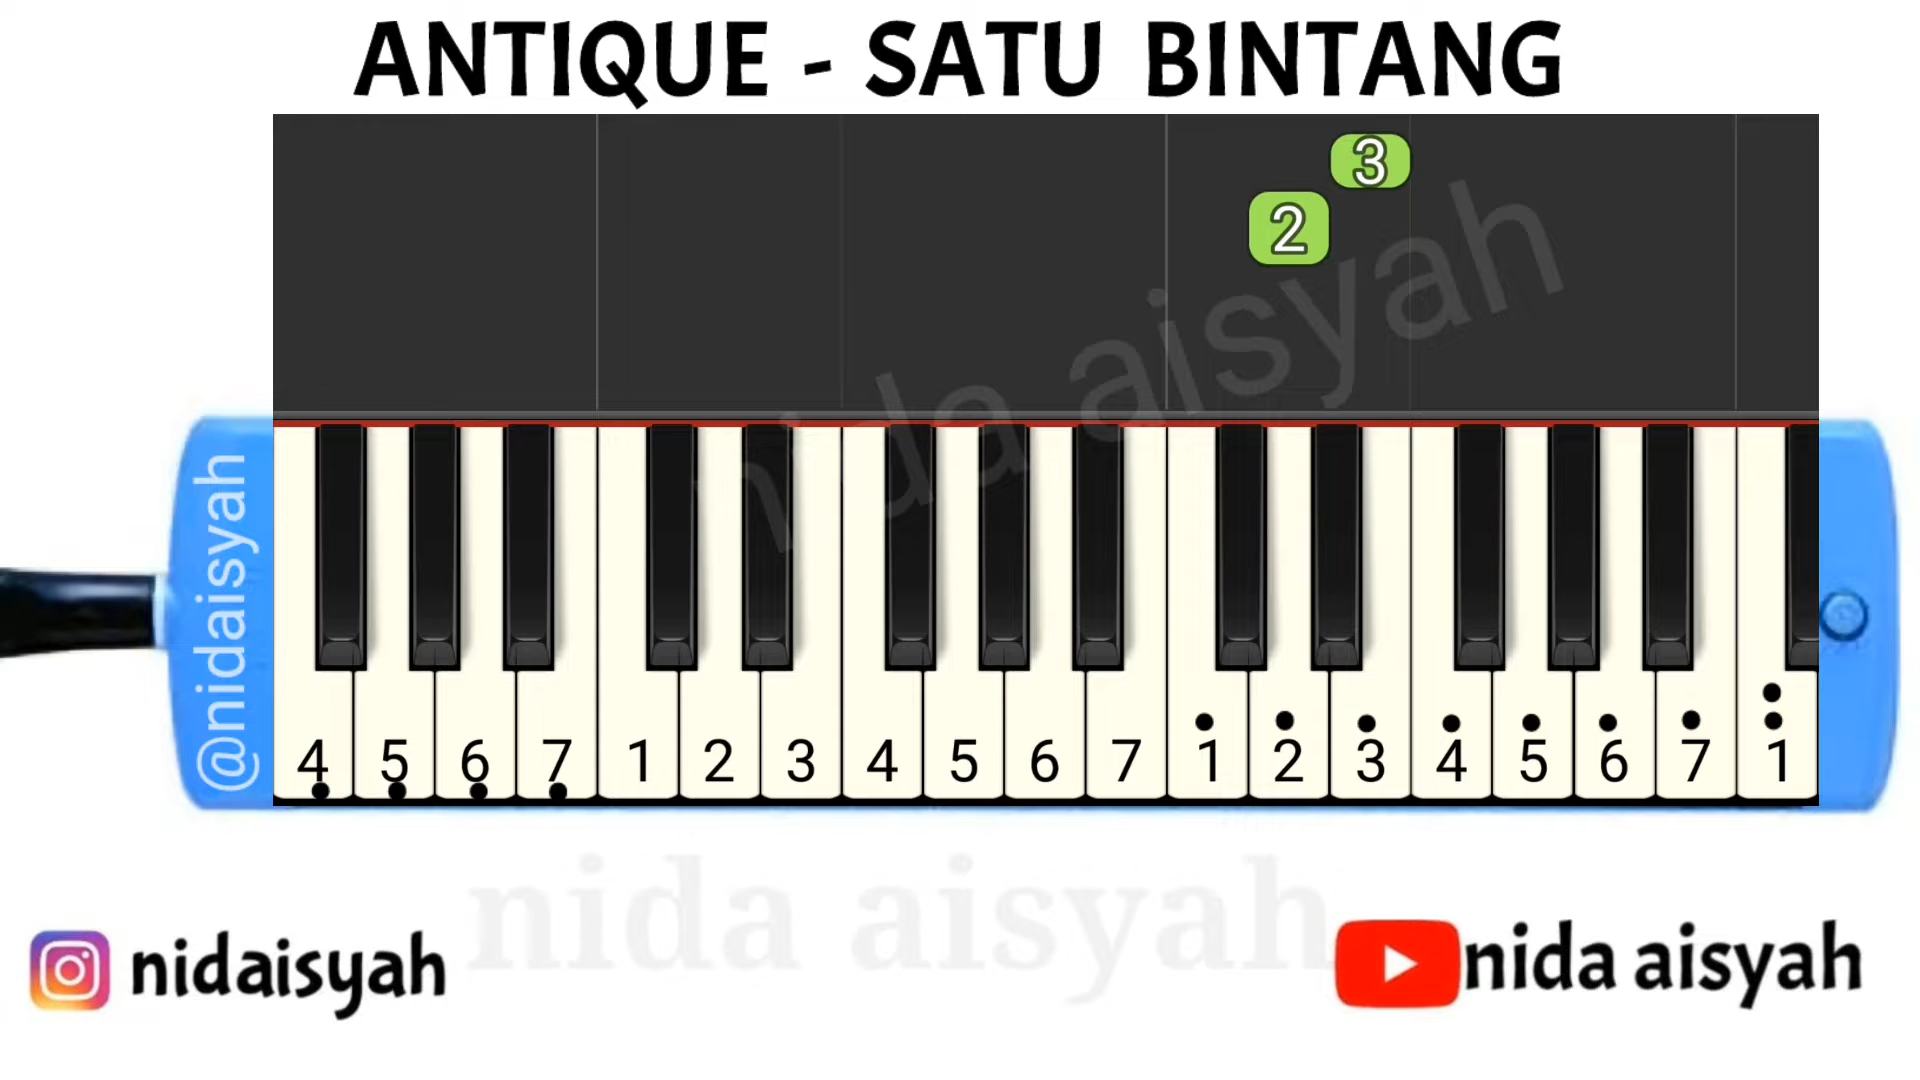 ANTIQUE - SATU BINTANG
3
2
nida aisyah
@nidaisyah
4 5 6 7 1 2 3 4 5 6 7 1 2 3 4 5 6 7 1
nida aisyah
nidaisyah
nida aisyah